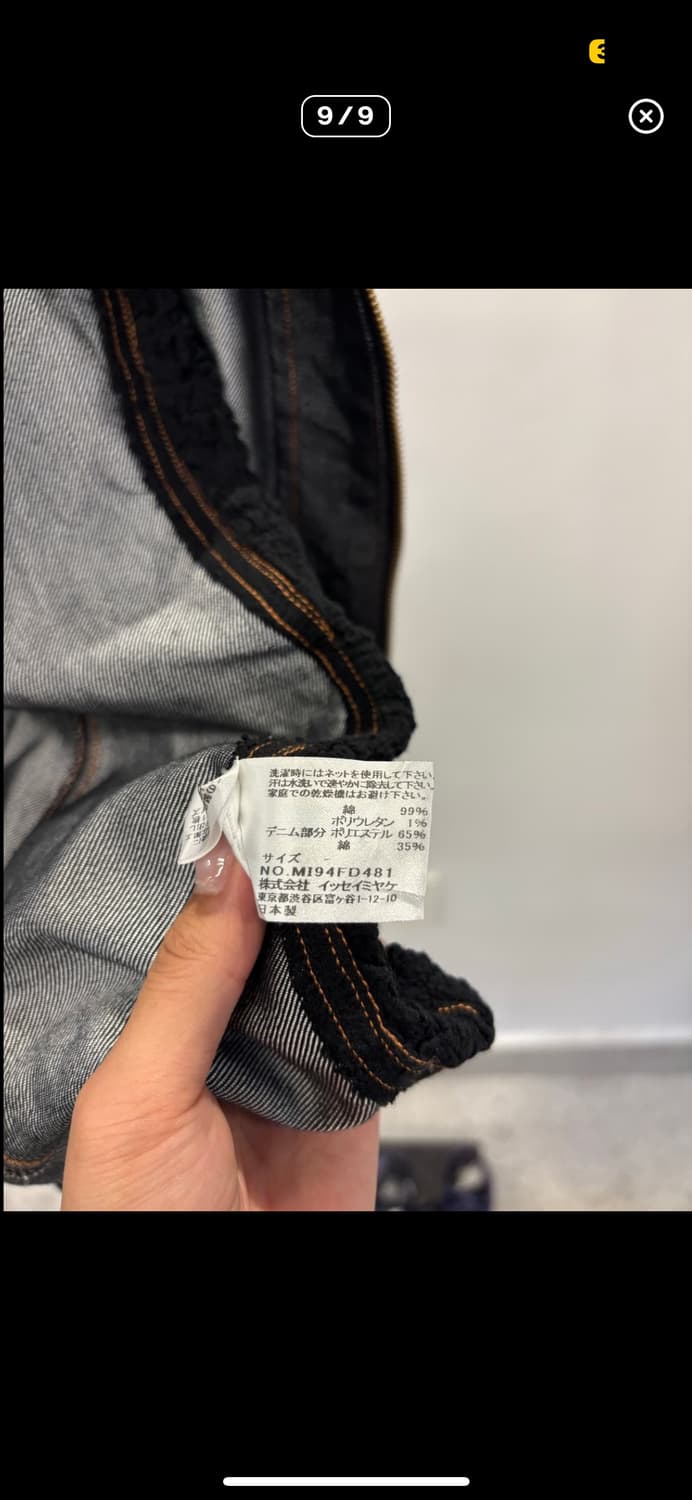 9/9
洗濯時にはネットを使用して下さい。
汗は水洗いで速やかに除去して下さい。
家庭での乾燥機はお避け下さい。
綿 99%
ポリウレタン 1%
デニム部分 ポリエステル 65%
綿 35%
サイズ -
NO.MI94FD481
株式会社 イッセイミヤケ
東京都渋谷区富ヶ谷1-12-10
日本製